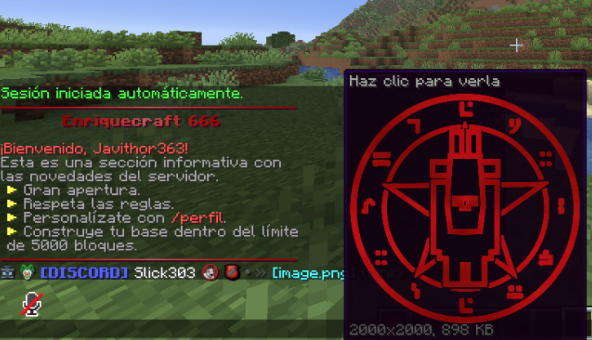 Sesión iniciada automáticamente.
Enriquecraft 666
¡Bienvenido, Javithor363!
Esta es una sección informativa con
las novedades del servidor.
► Gran apertura.
► Respeta las reglas.
► Personalízate con /perfil.
► Construye tu base dentro del límite
de 5000 bloques.
[DISCORD] Slick303 • »» [image.png]
Haz clic para verla
2000x2000, 898 KB